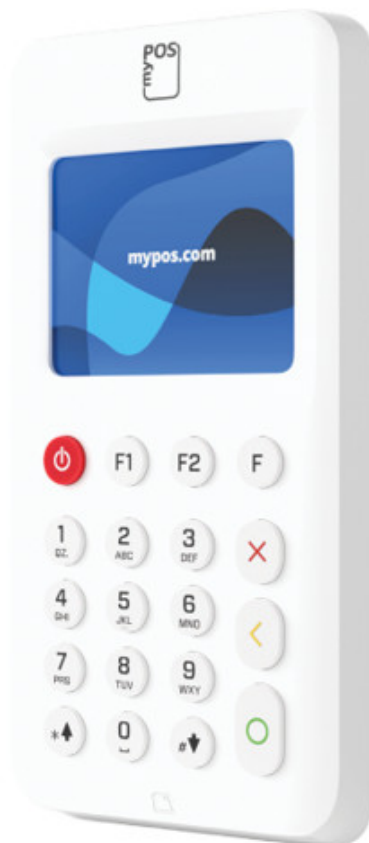 myPOS
mypos.com
F1 F2 F
1 2 3
QZ. ABC DEF
4 5 6
GHI JKL MNO
7 8 9
PRS TUV WXY
* 0 #